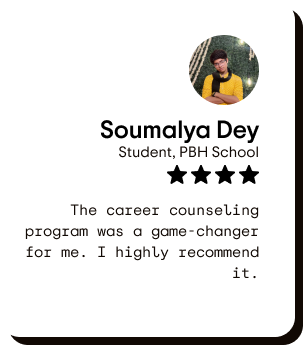 Soumalya Dey
Student, PBH School
The career counseling
program was a game-changer
for me. I highly recommend
it.